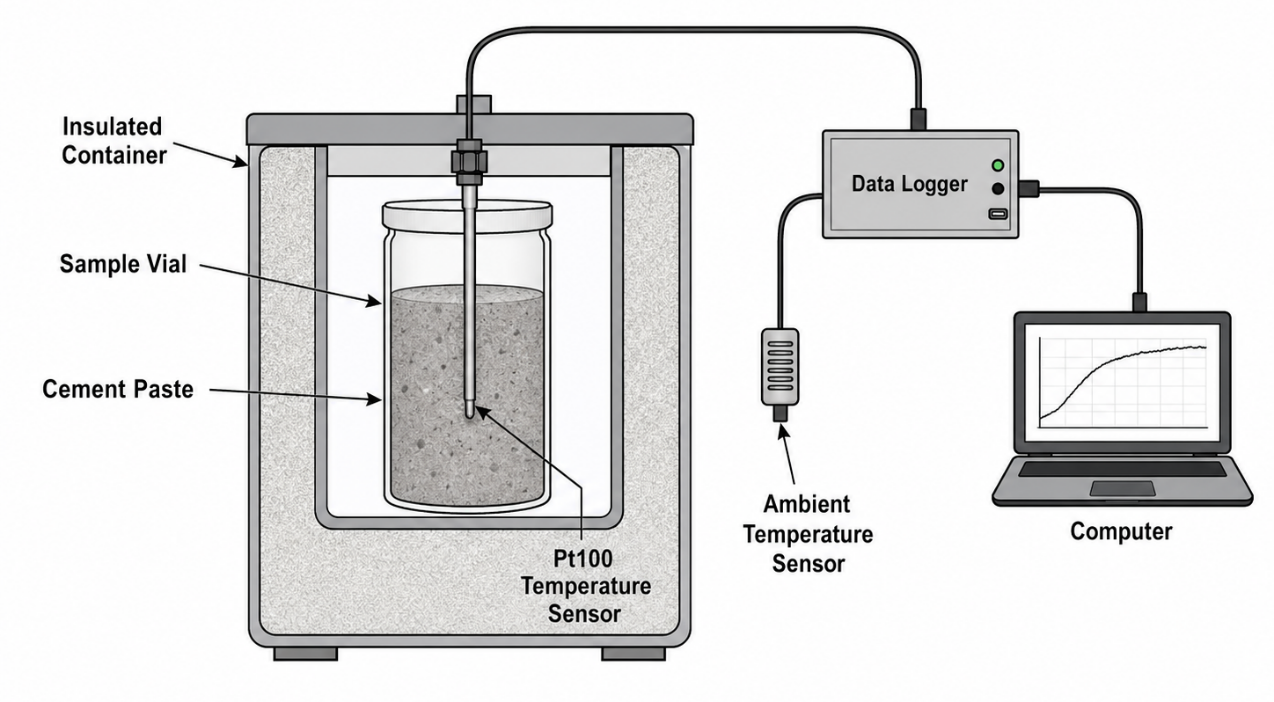 Insulated
Container
Data Logger
Sample Vial
Cement Paste
Ambient
Temperature
Sensor
Computer
Pt100
Temperature
Sensor